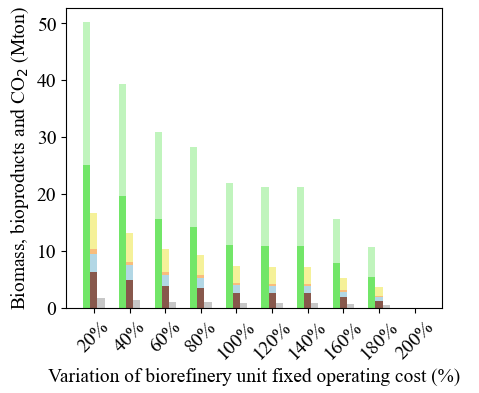 Biomass, bioproducts and CO₂ (Mton)
50
40
30
20
10
0
20% 40% 60% 80% 100% 120% 140% 160% 180% 200%
Variation of biorefinery unit fixed operating cost (%)